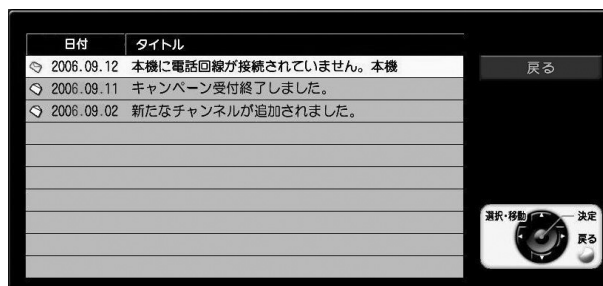 日付 タイトル
2006.09.12 本機に電話回線が接続されていません。本機
2006.09.11 キャンペーン受付終了しました。
2006.09.02 新たなチャンネルが追加されました。
戻る
選択・移動
決定
戻る